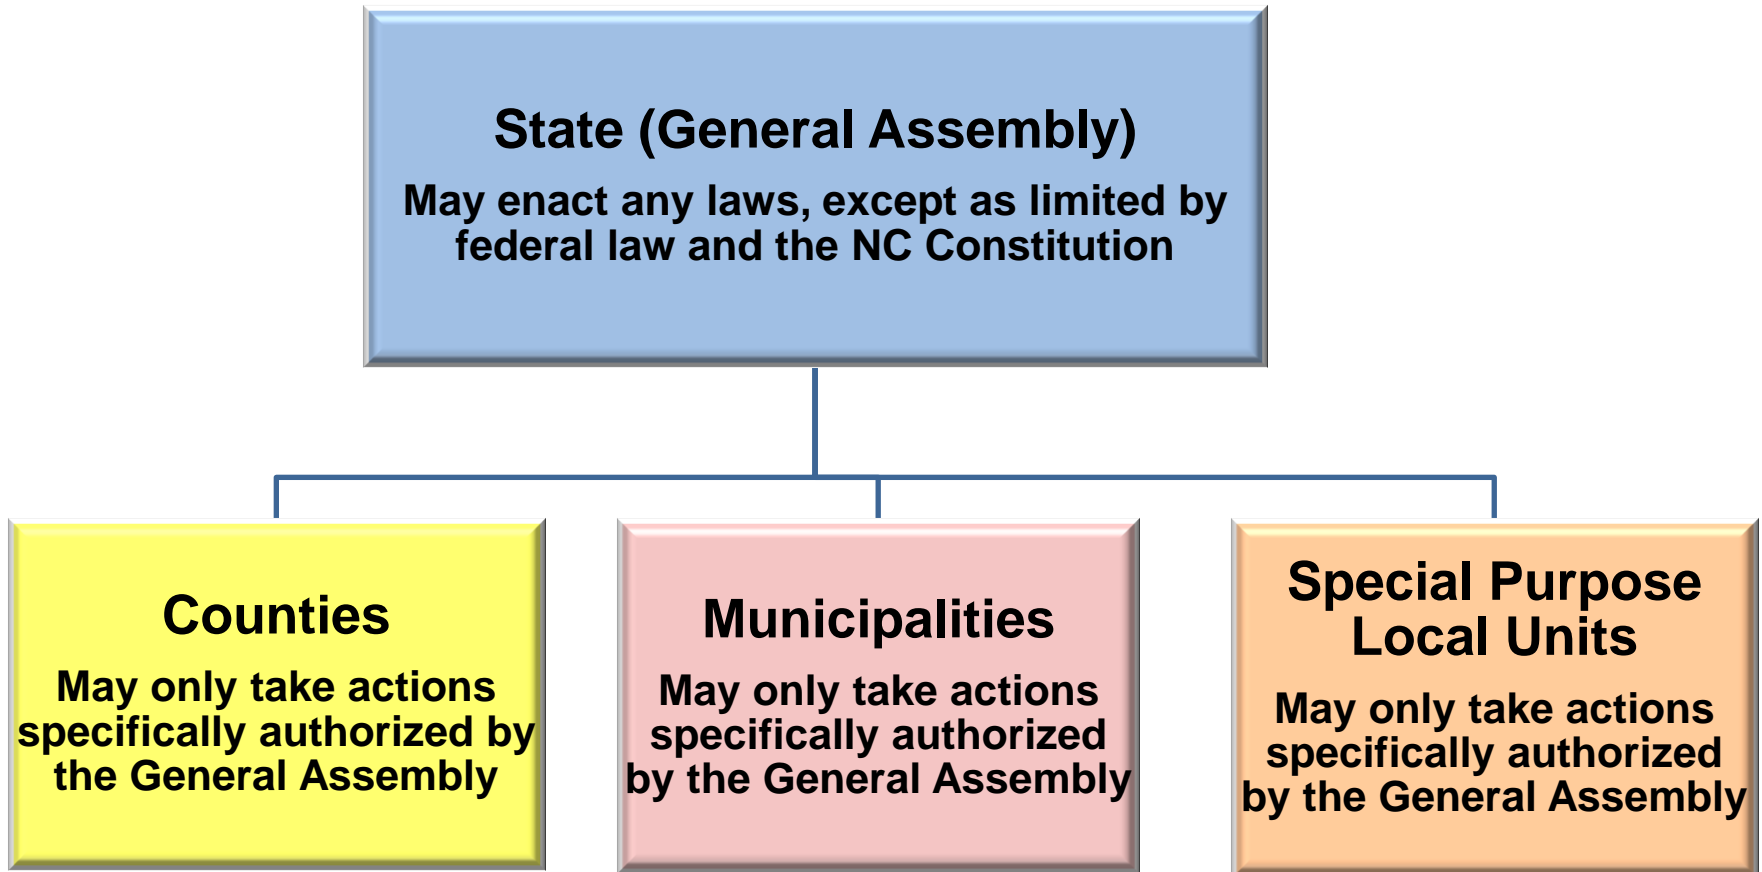 State (General Assembly)
May enact any laws, except as limited by
federal law and the NC Constitution
Counties
May only take actions
specifically authorized by
the General Assembly
Municipalities
May only take actions
specifically authorized
by the General Assembly
Special Purpose
Local Units
May only take actions
specifically authorized
by the General Assembly